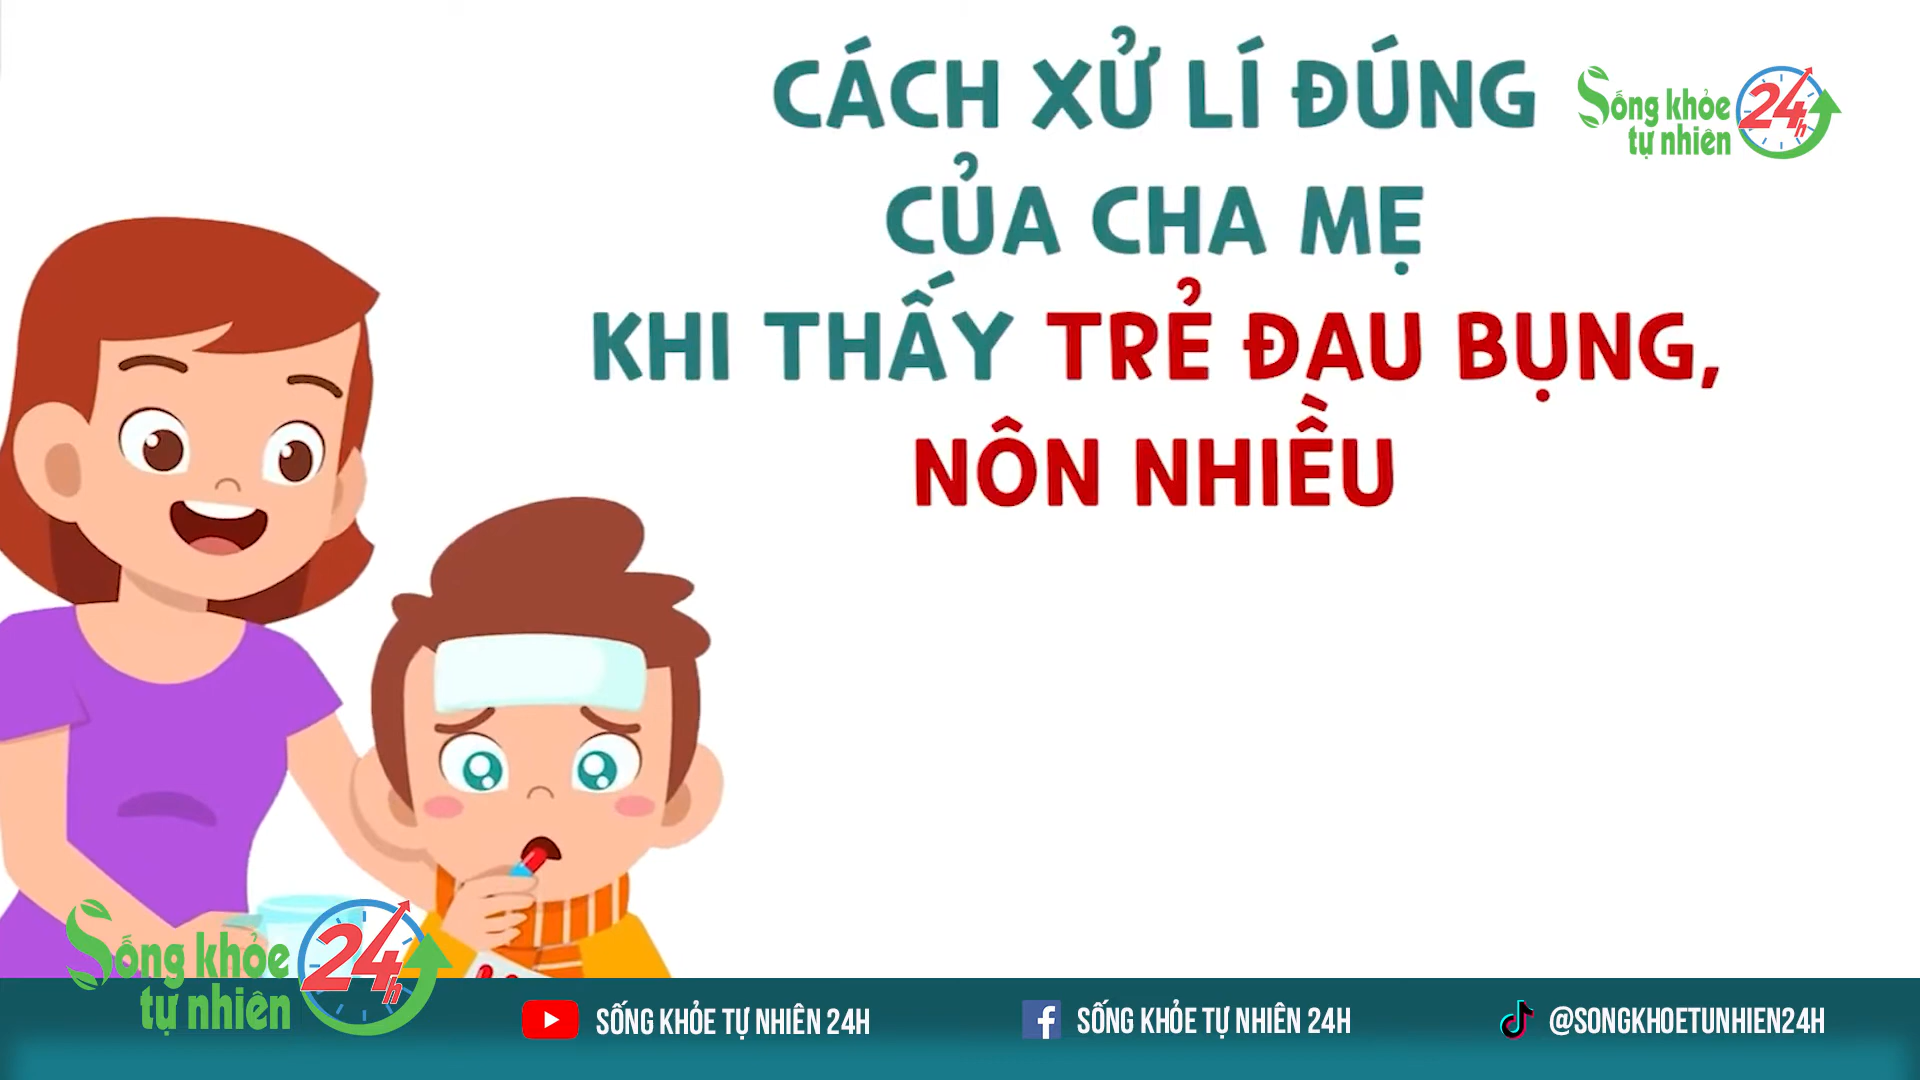 CÁCH XỬ LÍ ĐÚNG
CỦA CHA MẸ
KHI THẤY TRẺ ĐAU BỤNG,
NÔN NHIỀU
Sống khỏe
tự nhiên
24h
Sống khỏe
tự nhiên
24h
SỐNG KHỎE TỰ NHIÊN 24H
f SỐNG KHỎE TỰ NHIÊN 24H
@SONGKHOETUNHIEN24H